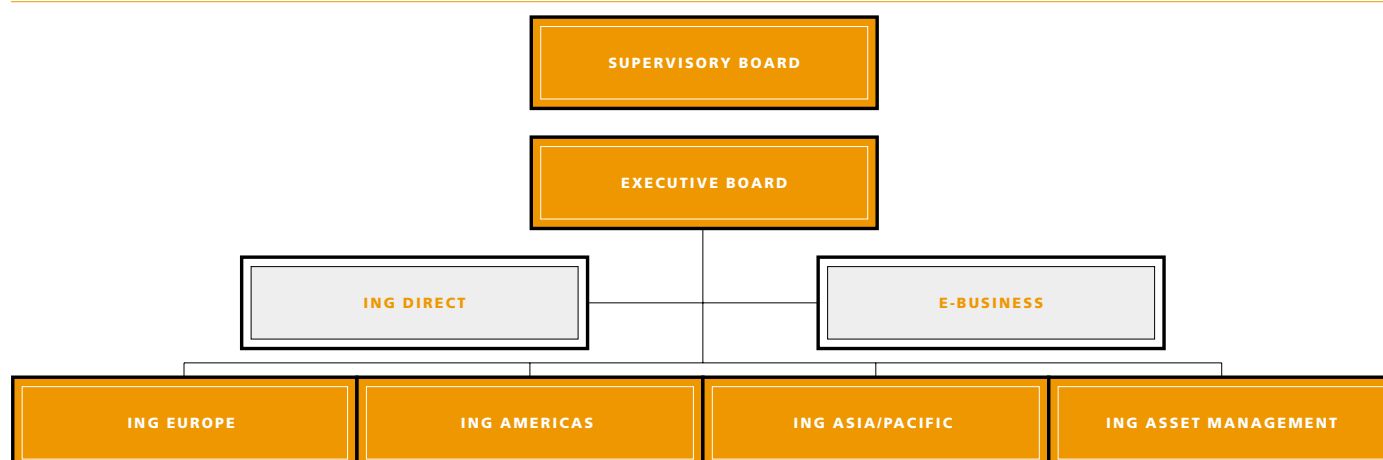 SUPERVISORY BOARD
EXECUTIVE BOARD
ING DIRECT
E-BUSINESS
ING EUROPE
ING AMERICAS
ING ASIA/PACIFIC
ING ASSET MANAGEMENT